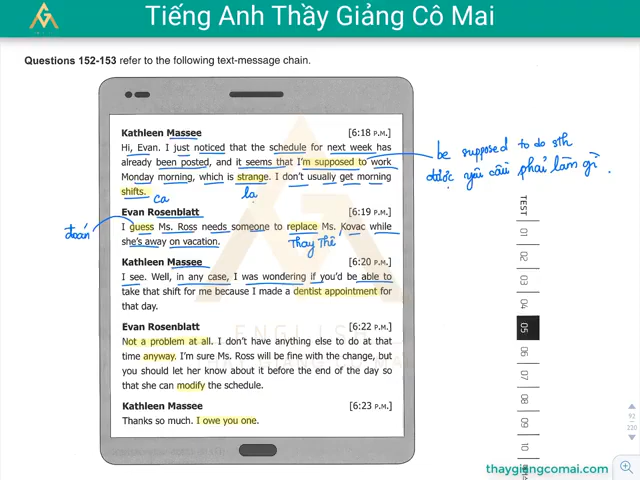 Tiếng Anh Thầy Giảng Cô Mai
Questions 152-153 refer to the following text-message chain.
Kathleen Massee [6:18 P.M.]
Hi, Evan. I just noticed that the schedule for next week has
already been posted, and it seems that I'm supposed to work
Monday morning, which is strange. I don't usually get morning
shifts.
ca
lạ
be supposed to do sth
được yêu cầu phải làm gì
Evan Rosenblatt [6:19 P.M.]
đoán
I guess Ms. Ross needs someone to replace Ms. Kovac while
she's away on vacation.
Thay thế
Kathleen Massee [6:20 P.M.]
I see. Well, in any case, I was wondering if you'd be able to
take that shift for me because I made a dentist appointment for
that day.
Evan Rosenblatt [6:22 P.M.]
Not a problem at all. I don't have anything else to do at that
time anyway. I'm sure Ms. Ross will be fine with the change, but
you should let her know about it before the end of the day so
that she can modify the schedule.
Kathleen Massee [6:23 P.M.]
Thanks so much. I owe you one.
ENGLISH
TEST
01
02
03
04
05
06
07
08
09
10
92
220
thaygiangcomai.com